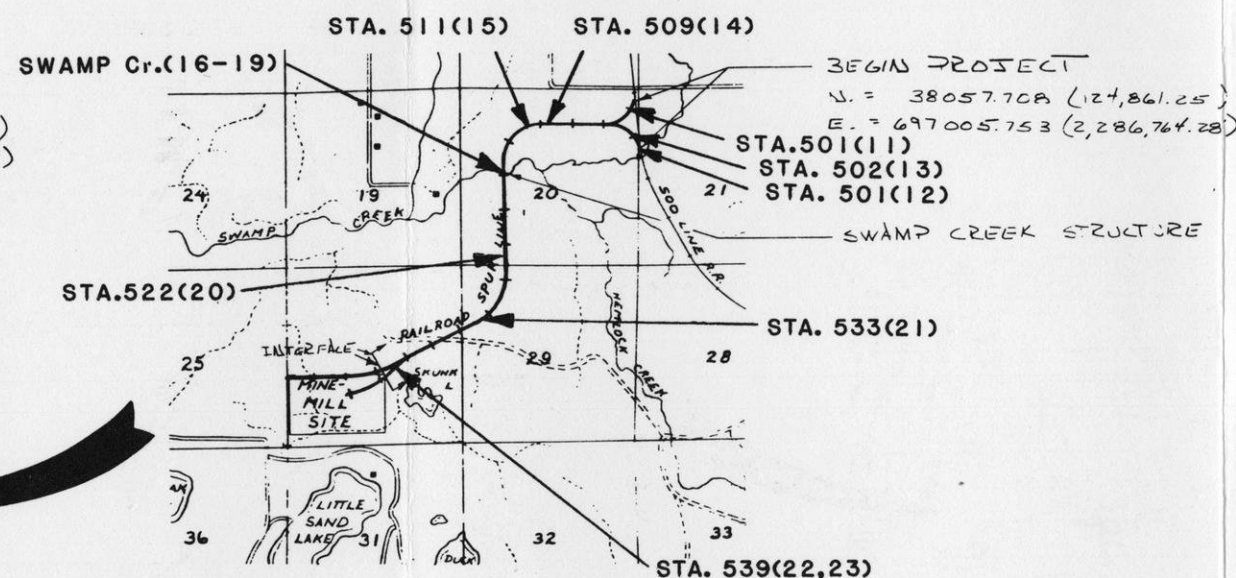 STA. 511(15)
STA. 509(14)
SWAMP Cr.(16-19)
BEGIN PROJECT
N. = 38057.708 (124,861.25)
E. = 697005.753 (2,286,764.28)
)
)
STA.501(11)
STA. 502(13)
STA. 501(12)
24
19
20
21
SWAMP
CREEK
SOO LINE R.R.
SWAMP CREEK STRUCTURE
SPUR LINE
STA.522(20)
RAILROAD
STA. 533(21)
HEMLOCK
CREEK
INTERFACE
25
29
28
SKUNK
L
MINE-
MILL
SITE
LITTLE
SAND
LAKE
36
31
32
33
DUCK
STA. 539(22,23)